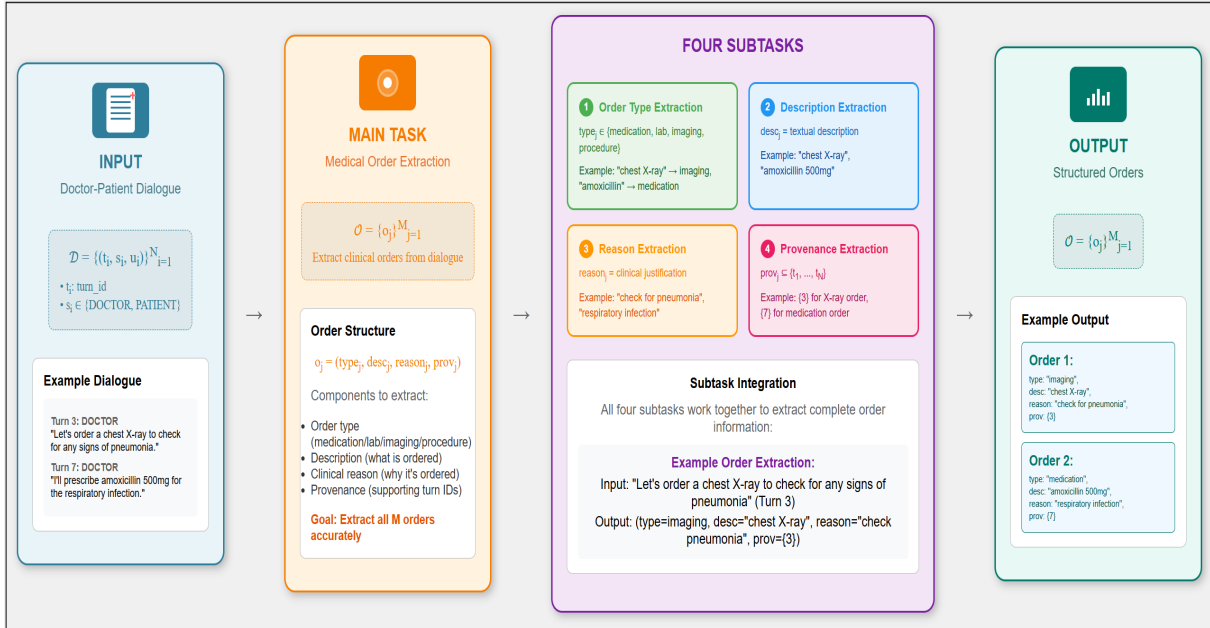 INPUT
Doctor-Patient Dialogue
𝒟 = {(tᵢ, sᵢ, uᵢ)}ᴺᵢ₌₁
• tᵢ: turn_id
• sᵢ ∈ {DOCTOR, PATIENT}
Example Dialogue
Turn 3: DOCTOR
"Let's order a chest X-ray to check
for any signs of pneumonia."
Turn 7: DOCTOR
"I'll prescribe amoxicillin 500mg for
the respiratory infection."
→
MAIN TASK
Medical Order Extraction
𝒪 = {oⱼ}ᴹⱼ₌₁
Extract clinical orders from dialogue
Order Structure
oⱼ = (typeⱼ, descⱼ, reasonⱼ, provⱼ)
Components to extract:
• Order type
(medication/lab/imaging/procedure)
• Description (what is ordered)
• Clinical reason (why it's ordered)
• Provenance (supporting turn IDs)
Goal: Extract all M orders
accurately
→
FOUR SUBTASKS
1 Order Type Extraction
typeⱼ ∈ {medication, lab, imaging,
procedure}
Example: "chest X-ray" → imaging,
"amoxicillin" → medication
2 Description Extraction
descⱼ = textual description
Example: "chest X-ray",
"amoxicillin 500mg"
3 Reason Extraction
reasonⱼ = clinical justification
Example: "check for pneumonia",
"respiratory infection"
4 Provenance Extraction
provⱼ ⊆ {t₁, ..., t_N}
Example: {3} for X-ray order,
{7} for medication order
Subtask Integration
All four subtasks work together to extract complete order
information:
Example Order Extraction:
Input: "Let's order a chest X-ray to check for any signs of
pneumonia" (Turn 3)
Output: (type=imaging, desc="chest X-ray", reason="check
pneumonia", prov={3})
→
OUTPUT
Structured Orders
𝒪 = {oⱼ}ᴹⱼ₌₁
Example Output
Order 1:
type: "imaging",
desc: "chest X-ray",
reason: "check for pneumonia",
prov: {3}
Order 2:
type: "medication",
desc: "amoxicillin 500mg",
reason: "respiratory infection",
prov: {7}